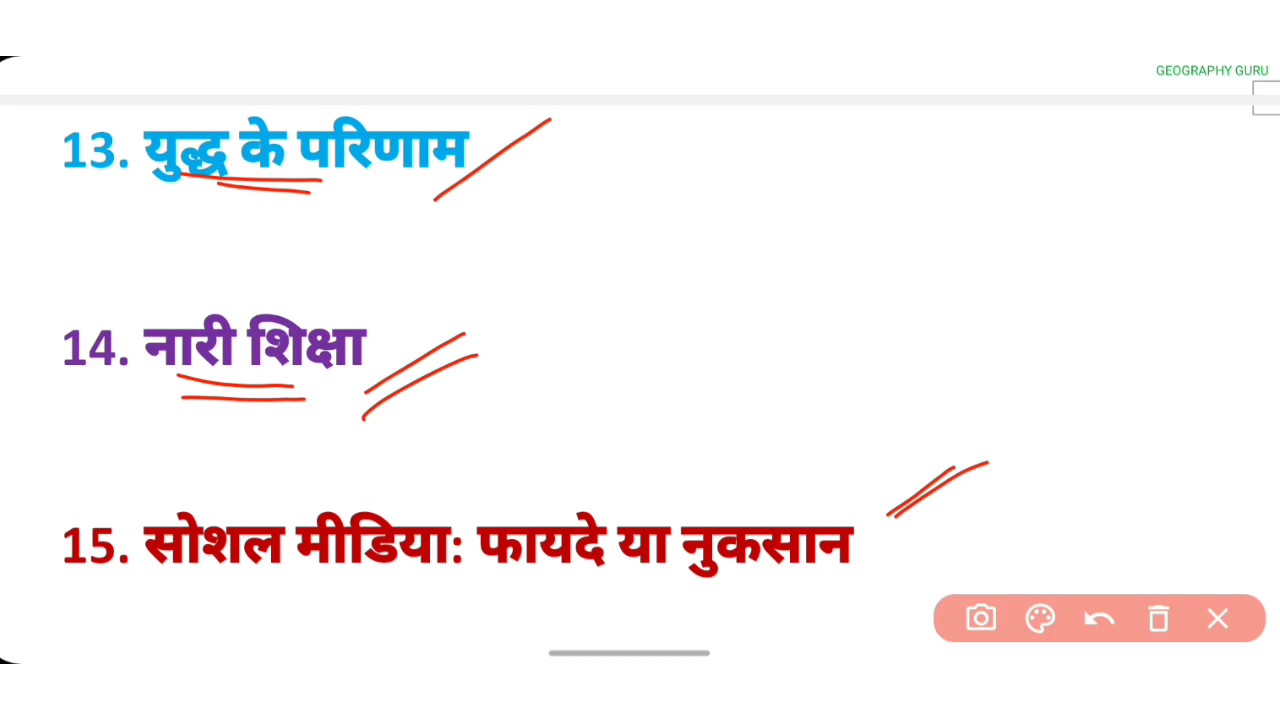 GEOGRAPHY GURU
13. युद्ध के परिणाम
14. नारी शिक्षा
15. सोशल मीडिया: फायदे या नुकसान